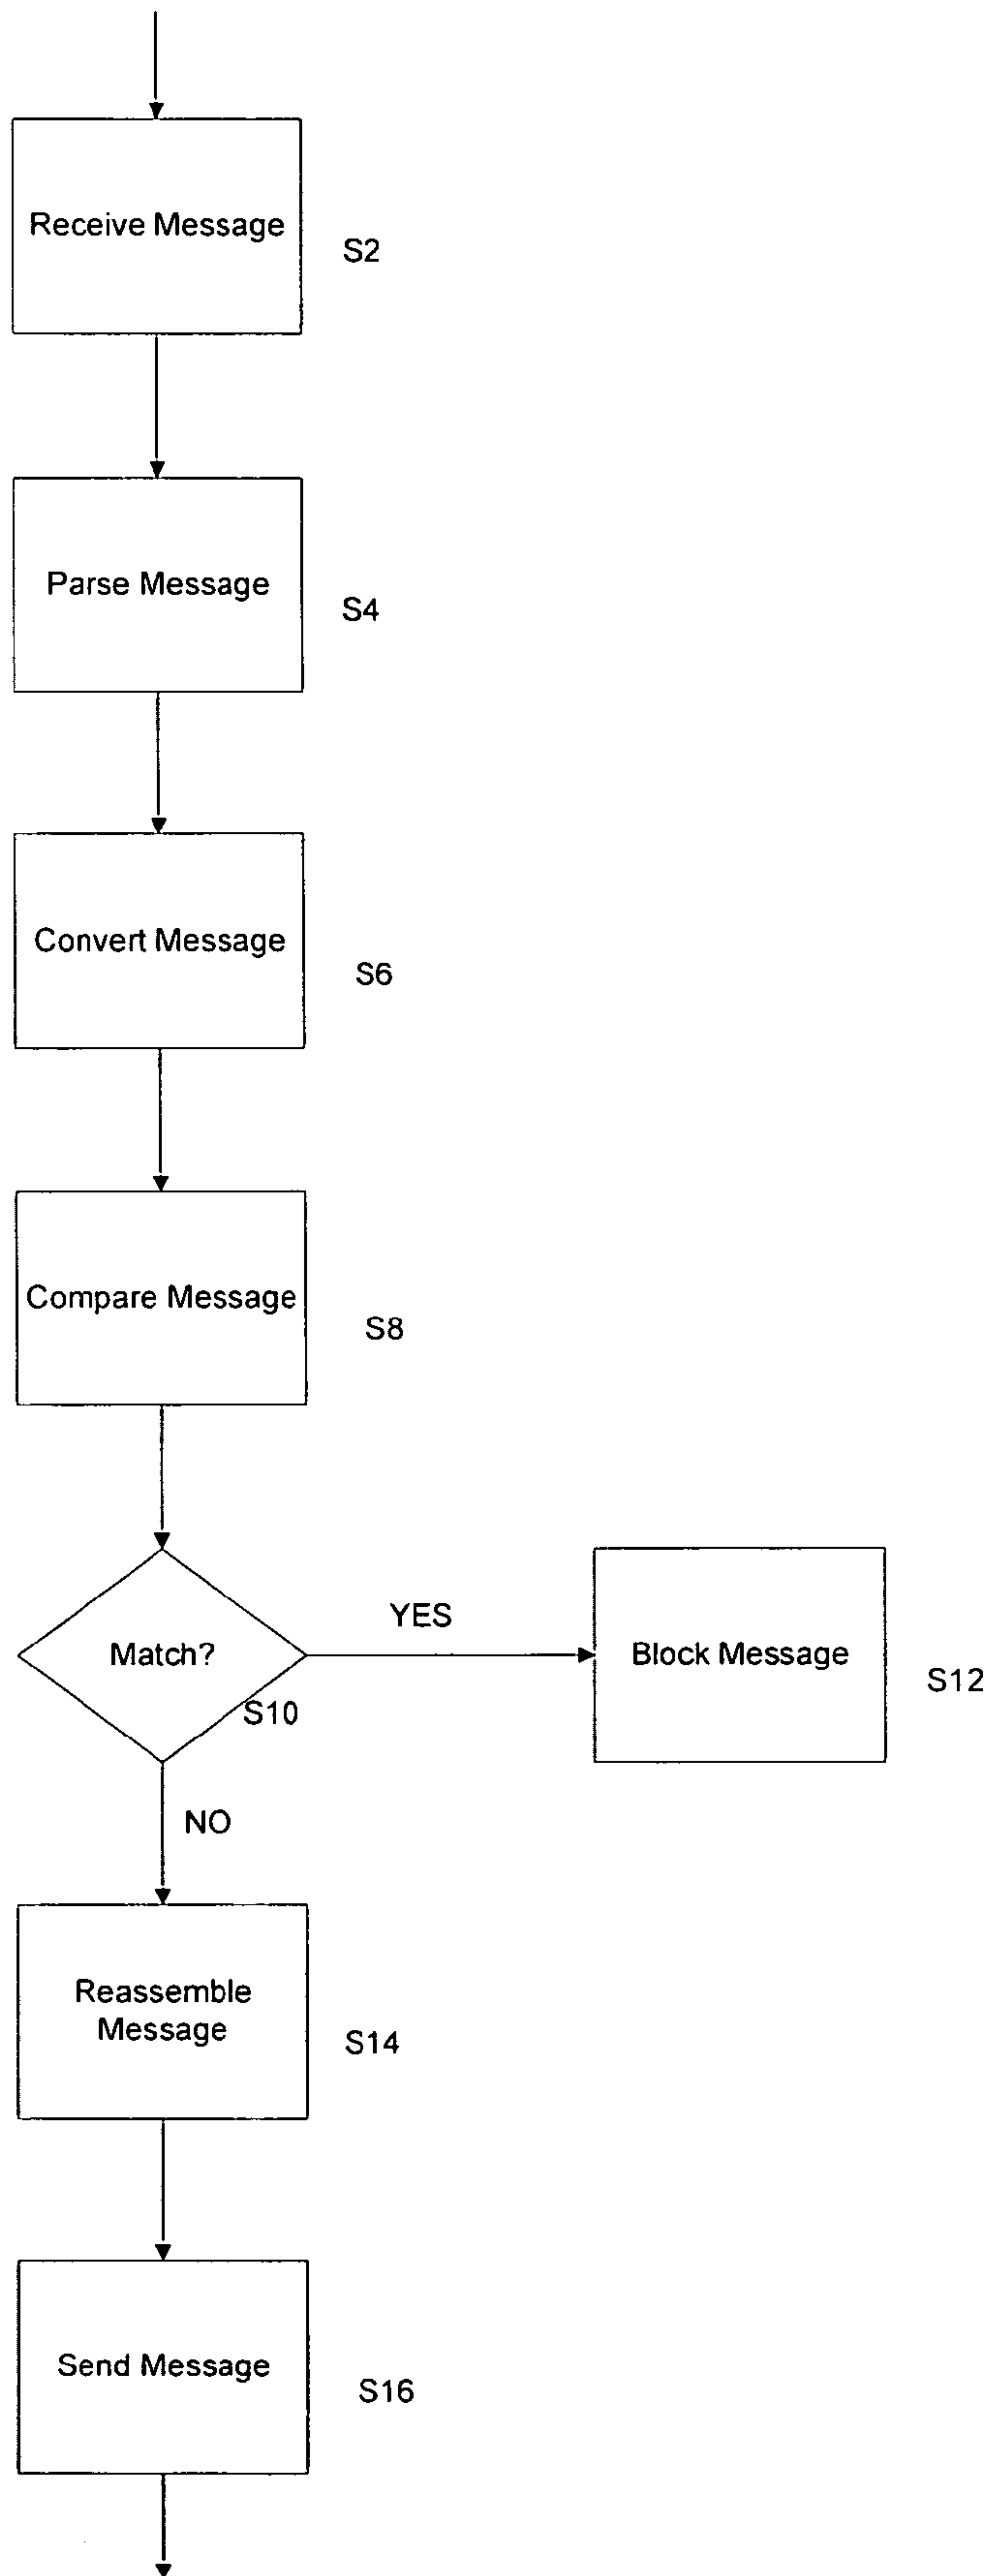 Receive Message
S2
Parse Message
S4
Convert Message
S6
Compare Message
S8
Match?
S10
YES
Block Message
S12
NO
Reassemble
Message
S14
Send Message
S16